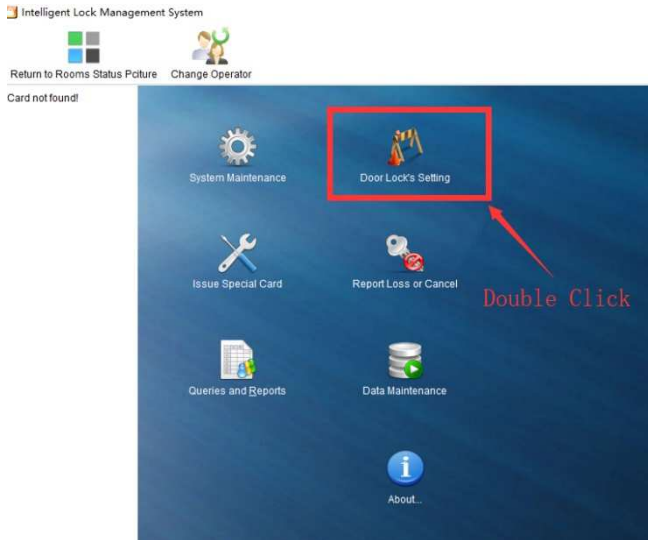 Intelligent Lock Management System
Return to Rooms Status Pciture
Change Operator
Card not found!
System Maintenance
Door Lock's Setting
Issue Special Card
Report Loss or Cancel
Double Click
Queries and Reports
Data Maintenance
About...